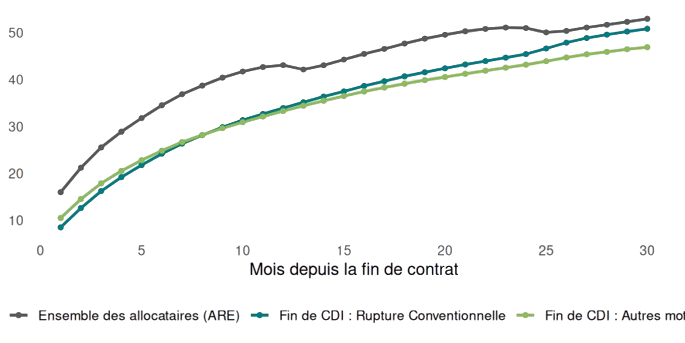 50
40
30
20
10
0 5 10 15 20 25 30
Mois depuis la fin de contrat
Ensemble des allocataires (ARE) Fin de CDI : Rupture Conventionnelle Fin de CDI : Autres mot